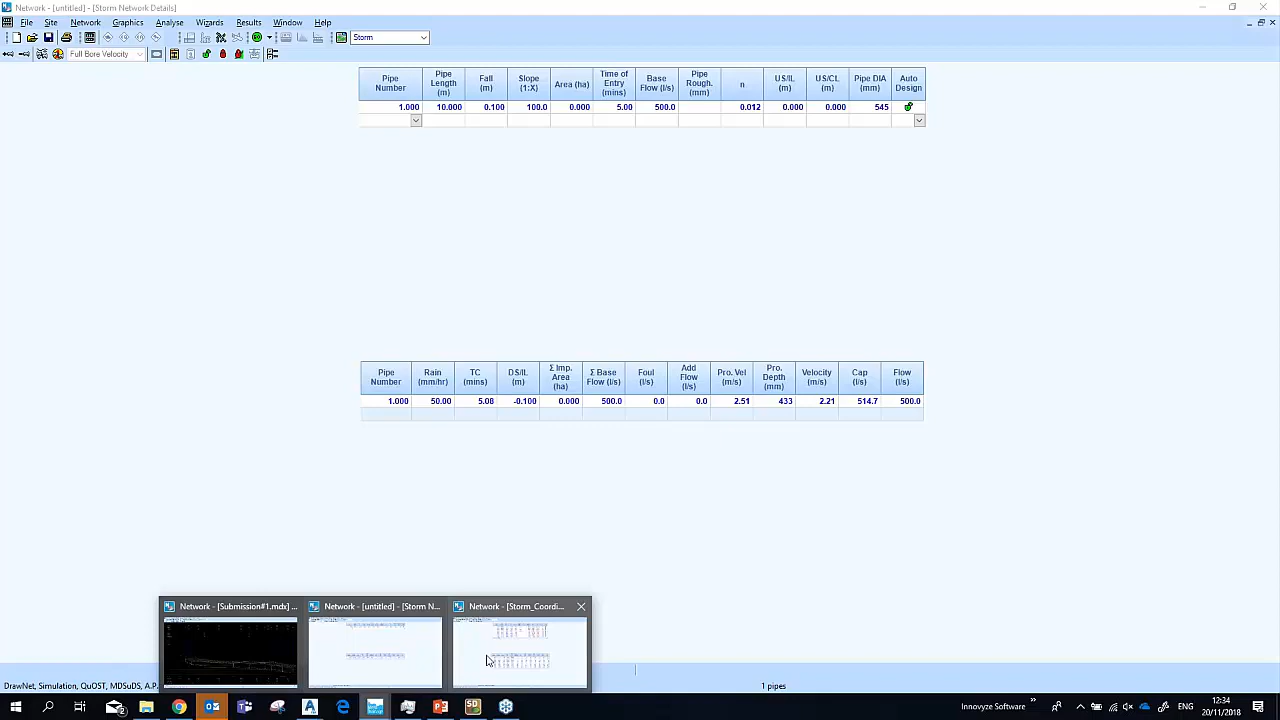 Network - [untitled] - [Storm Network Details]
File Site Network Graphics Analyse Wizards Results Window Help
Storm
Full Bore Velocity
Pipe Number Pipe Length (m) Fall (m) Slope (1:X) Area (ha) Time of Entry (mins) Base Flow (l/s) Pipe Rough. (mm) n US/IL (m) US/CL (m) Pipe DIA (mm) Auto Design
1.000 10.000 0.100 100.0 0.000 5.00 500.0 0.012 0.000 0.000 545
Pipe Number Rain (mm/hr) TC (mins) DS/IL (m) Σ Imp. Area (ha) Σ Base Flow (l/s) Foul (l/s) Add Flow (l/s) Pro. Vel (m/s) Pro. Depth (mm) Velocity (m/s) Cap (l/s) Flow (l/s)
1.000 50.00 5.08 -0.100 0.000 500.0 0.0 0.0 2.51 433 2.21 514.7 500.0
Network - [Submission#1.mdx] ... Network - [untitled] - [Storm N... Network - [Storm_Coordi...
Innovyze Software
ENG
12:34
20/11/2018